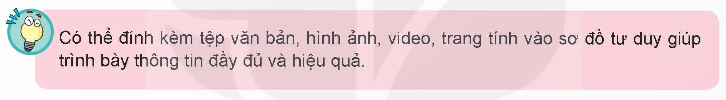 Có thể đính kèm tệp văn bản, hình ảnh, video, trang tính vào sơ đồ tư duy giúp
trình bày thông tin đầy đủ và hiệu quả.